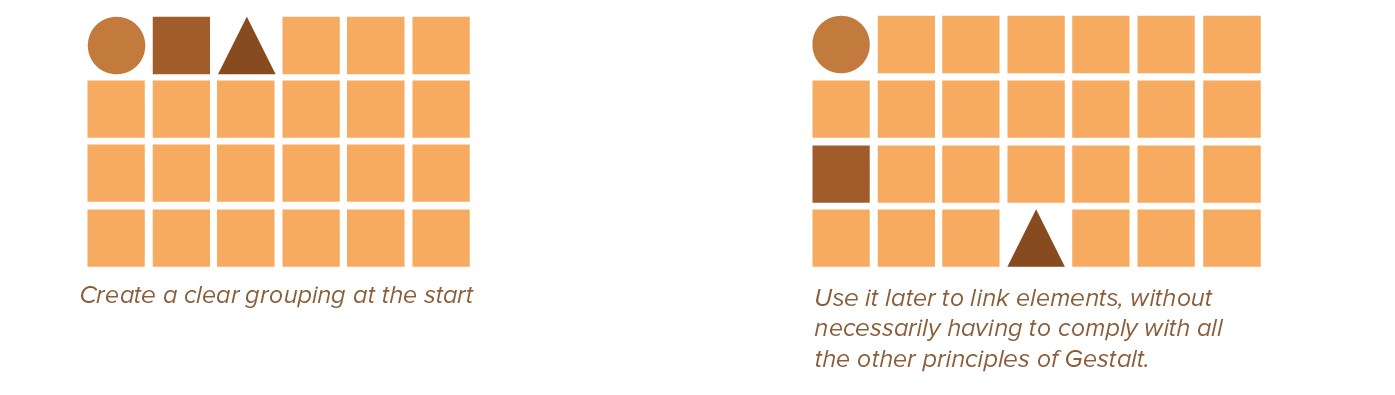 Create a clear grouping at the start
Use it later to link elements, without
necessarily having to comply with all
the other principles of Gestalt.